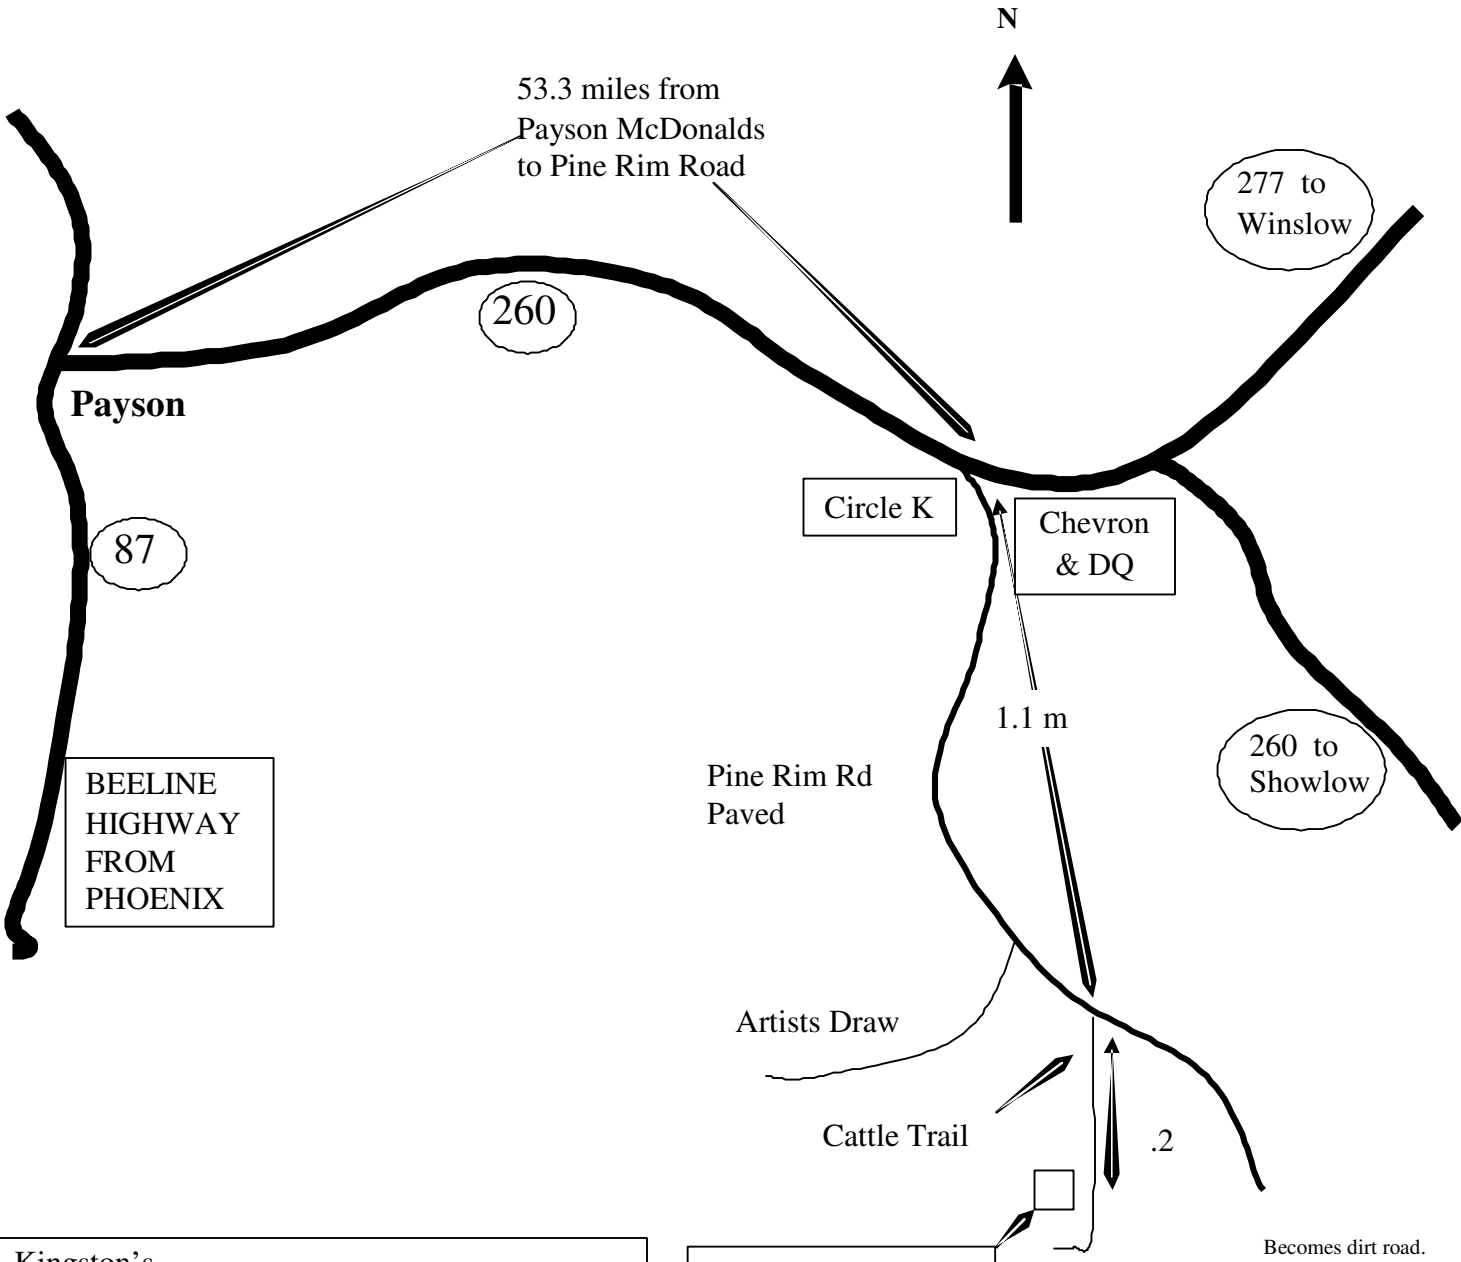 N
53.3 miles from
Payson McDonalds
to Pine Rim Road
277 to
Winslow
260
Payson
Circle K
Chevron
& DQ
87
1.1 m
260 to
Showlow
Pine Rim Rd
Paved
BEELINE
HIGHWAY
FROM
PHOENIX
Artists Draw
Cattle Trail
.2
Becomes dirt road.
Kingston's